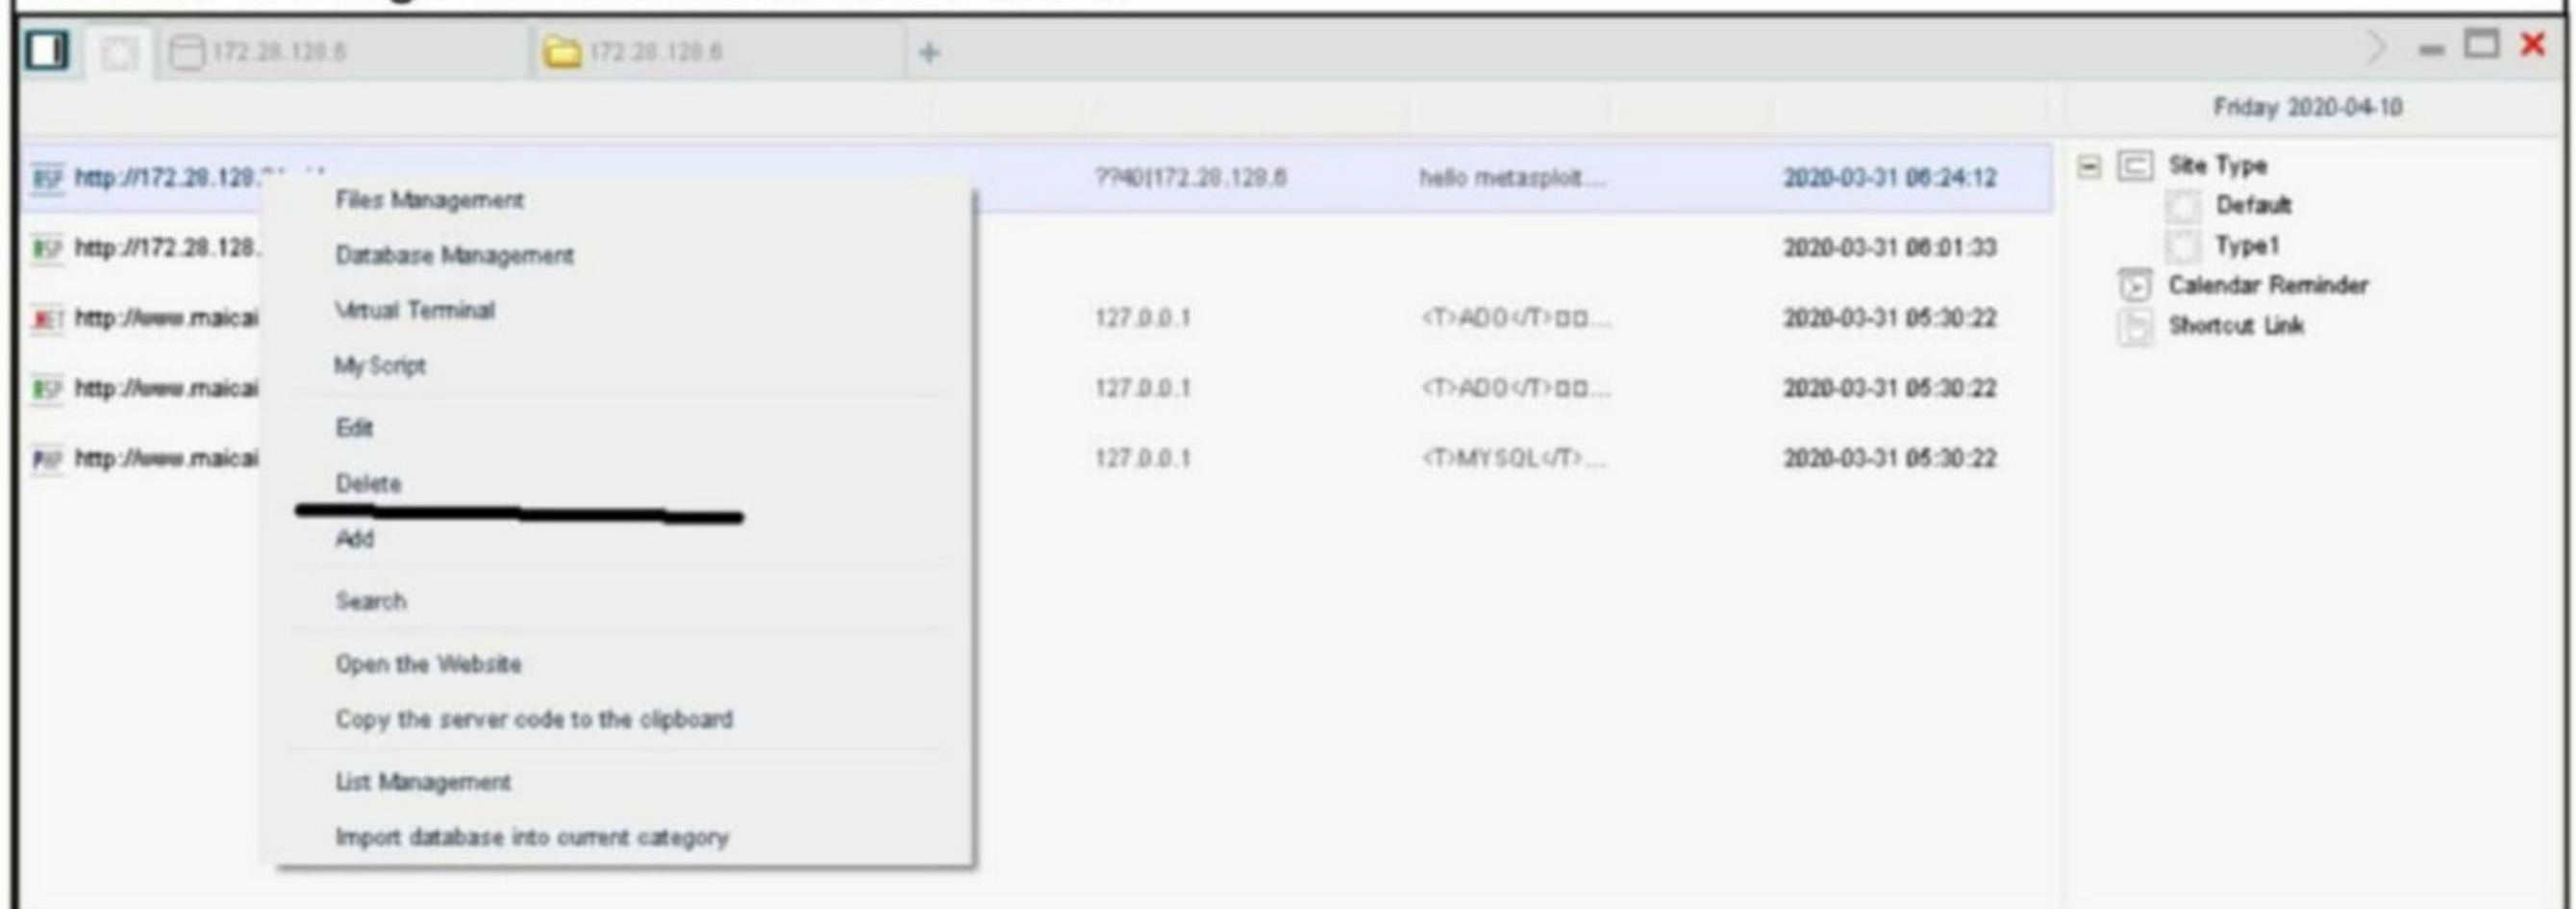 172.28.128.6
172.28.128.6
+
Friday 2020-04-10
http://172.28.128.
??40|172.28.128.6
hello metasploit...
2020-03-31 06:24:12
http://172.28.128.
2020-03-31 06:01:33
http://www.maicai
127.0.0.1
<T>ADO</T>□□...
2020-03-31 05:30:22
http://www.maicai
127.0.0.1
<T>ADO</T>□□...
2020-03-31 05:30:22
PHP http://www.maicai
127.0.0.1
<T>MYSQL</T>...
2020-03-31 05:30:22
Files Management
Database Management
Virtual Terminal
My Script
Edit
Delete
Add
Search
Open the Website
Copy the server code to the clipboard
List Management
Import database into current category
Site Type
Default
Type1
Calendar Reminder
Shortcut Link